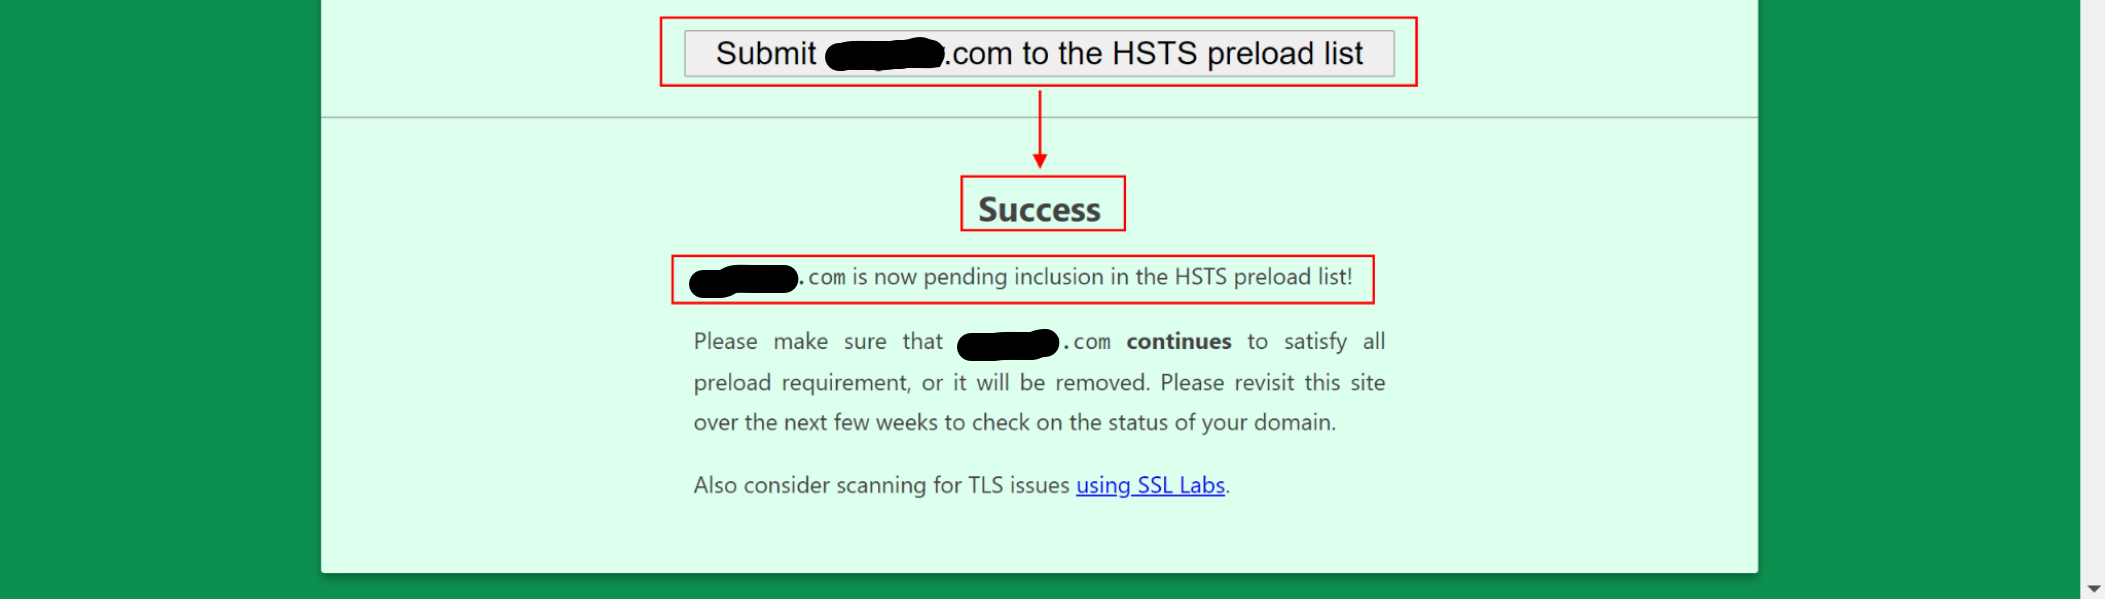 Submit .com to the HSTS preload list
Success
.com is now pending inclusion in the HSTS preload list!
Please make sure that .com continues to satisfy all
preload requirement, or it will be removed. Please revisit this site
over the next few weeks to check on the status of your domain.
Also consider scanning for TLS issues using SSL Labs.